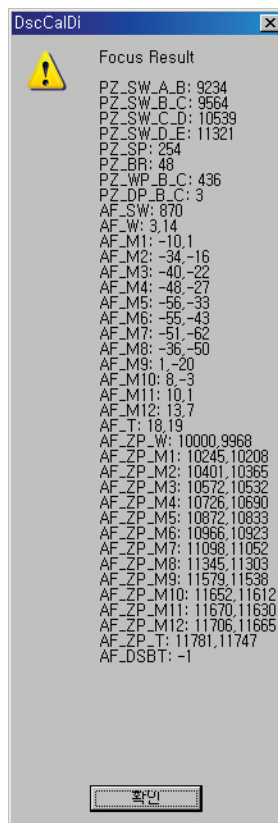 DscCalDi
Focus Result
PZ_SW_A_B: 9234
PZ_SW_B_C: 9564
PZ_SW_C_D: 10539
PZ_SW_D_E: 11321
PZ_SP: 254
PZ_BR: 48
PZ_WP_B_C: 436
PZ_DP_B_C: 3
AF_SW: 870
AF_W: 3,14
AF_M1: -10,1
AF_M2: -34,-16
AF_M3: -40,-22
AF_M4: -48,-27
AF_M5: -56,-33
AF_M6: -55,-43
AF_M7: -51,-62
AF_M8: -36,-50
AF_M9: 1,-20
AF_M10: 8,-3
AF_M11: 10,1
AF_M12: 13,7
AF_T: 18,19
AF_ZP_W: 10000,9968
AF_ZP_M1: 10245,10208
AF_ZP_M2: 10401,10365
AF_ZP_M3: 10572,10532
AF_ZP_M4: 10726,10690
AF_ZP_M5: 10872,10833
AF_ZP_M6: 10966,10923
AF_ZP_M7: 11098,11052
AF_ZP_M8: 11345,11303
AF_ZP_M9: 11579,11538
AF_ZP_M10: 11652,11612
AF_ZP_M11: 11670,11630
AF_ZP_M12: 11706,11665
AF_ZP_T: 11781,11747
AF_DSBT: -1
확인